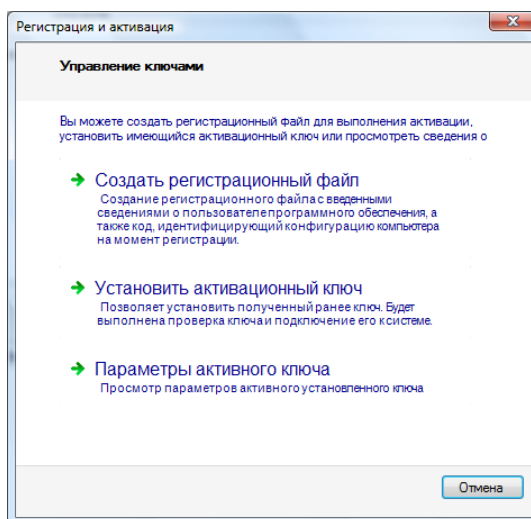 Регистрация и активация
Управление ключами
Вы можете создать регистрационный файл для выполнения активации,
установить имеющийся активационный ключ или просмотреть сведения о
Создать регистрационный файл
Создание регистрационного файла с введенными
сведениями о пользователе программного обеспечения, а
также код, идентифицирующий конфигурацию компьютера
на момент регистрации.
Установить активационный ключ
Позволяет установить полученный ранее ключ. Будет
выполнена проверка ключа и подключение его к системе.
Параметры активного ключа
Просмотр параметров активного установленного ключа
Отмена